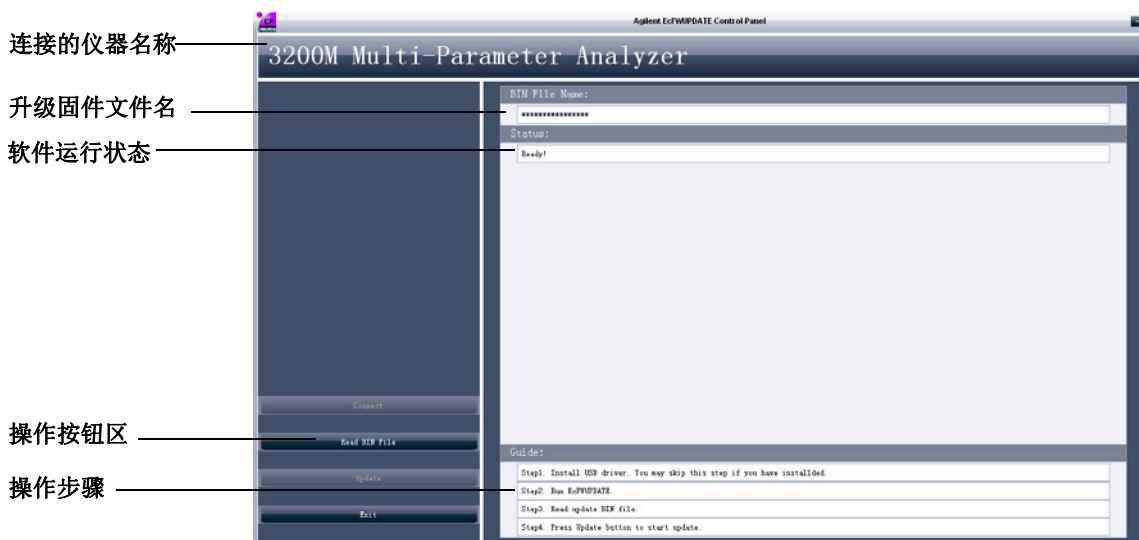 Agilent EcFWUPDATE Control Panel
连接的仪器名称
3200M Multi-Parameter Analyzer
BIN File Name:
升级固件文件名
****************
Status:
软件运行状态
Ready!
Connect
操作按钮区
Read BIN File
Guide:
Update
Step1. Install USB driver. You may skip this step if you have installded.
操作步骤
Step2. Run EcFWUPDATE.
Exit
Step3. Read update BIN file.
Step4. Press Update button to start update.